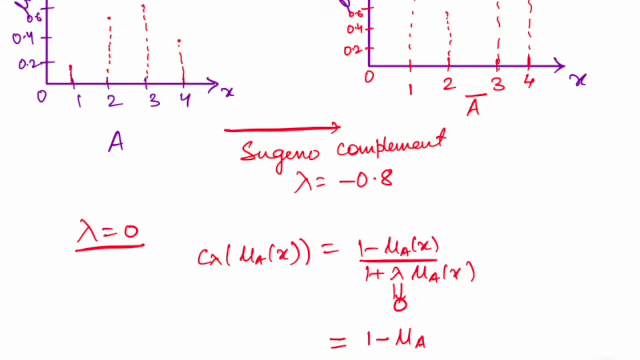 μ
0.6
0.4
0.2
0 1 2 3 4 x
A
0.6
0.4
0.2
0 1 2 3 4 x
A̅
Sugeno complement
λ = -0.8
λ = 0
Cλ(μA(x)) = 1-μA(x) / 1+λ μA(x)
0
= 1-μA